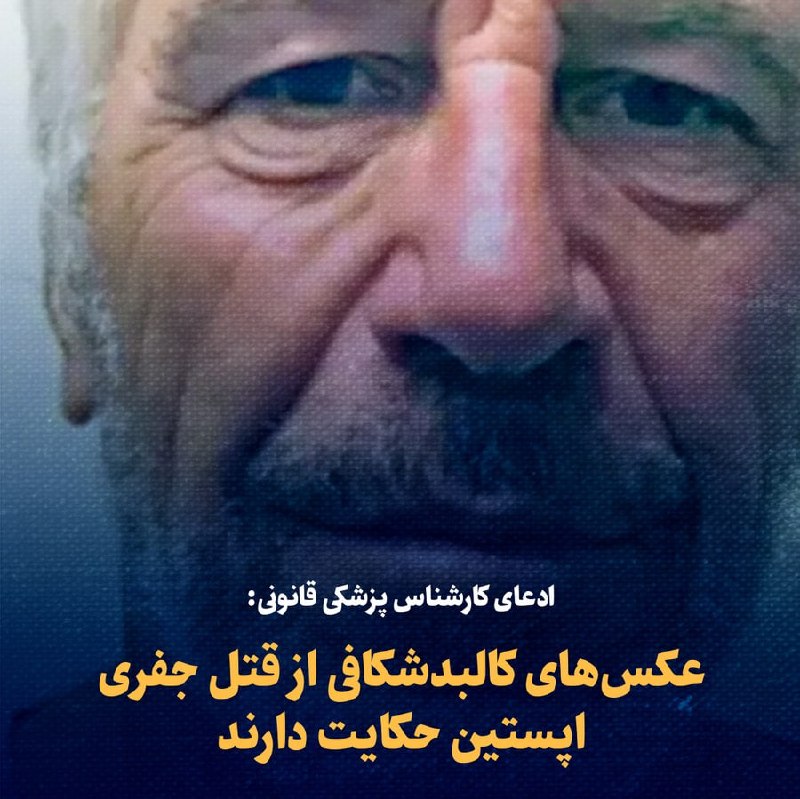 ادعای کارشناس پزشکی قانونی:
عکس‌های کالبدشکافی از قتل جفری
اپستین حکایت دارند